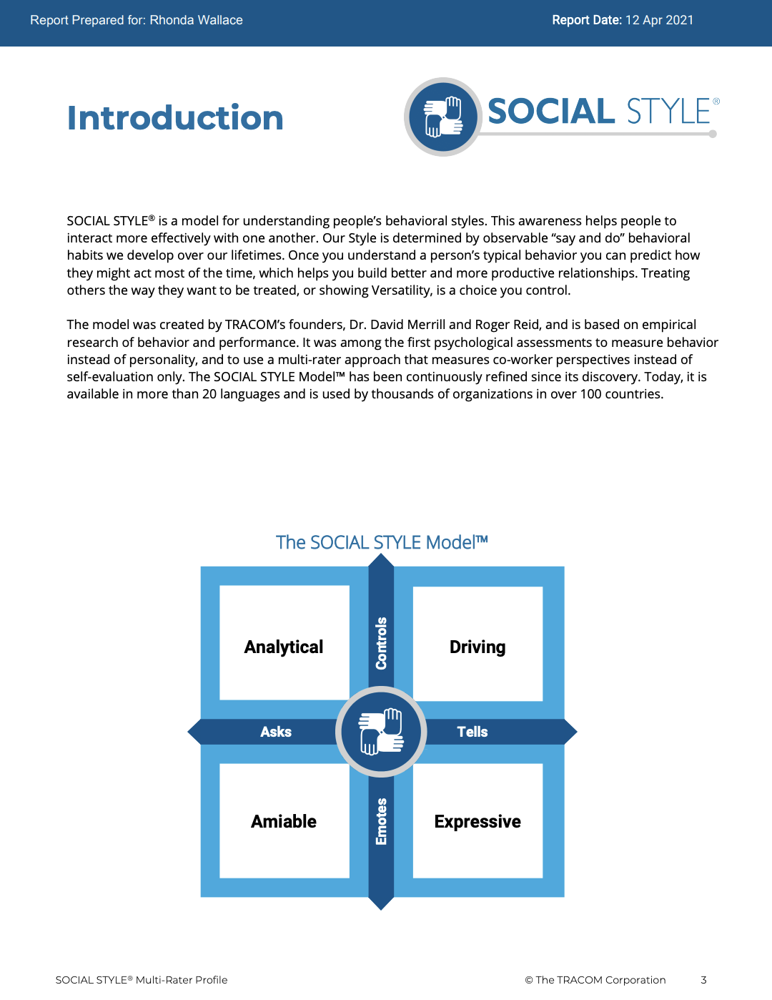 Report Prepared for: Rhonda Wallace
Report Date: 12 Apr 2021
Introduction
SOCIAL STYLE®
SOCIAL STYLE® is a model for understanding people’s behavioral styles. This awareness helps people to
interact more effectively with one another. Our Style is determined by observable “say and do” behavioral
habits we develop over our lifetimes. Once you understand a person’s typical behavior you can predict how
they might act most of the time, which helps you build better and more productive relationships. Treating
others the way they want to be treated, or showing Versatility, is a choice you control.
The model was created by TRACOM’s founders, Dr. David Merrill and Roger Reid, and is based on empirical
research of behavior and performance. It was among the first psychological assessments to measure behavior
instead of personality, and to use a multi-rater approach that measures co-worker perspectives instead of
self-evaluation only. The SOCIAL STYLE Model™ has been continuously refined since its discovery. Today, it is
available in more than 20 languages and is used by thousands of organizations in over 100 countries.
The SOCIAL STYLE Model™
Analytical
Controls
Driving
Asks
Tells
Amiable
Emotes
Expressive
SOCIAL STYLE® Multi-Rater Profile
© The TRACOM Corporation
3